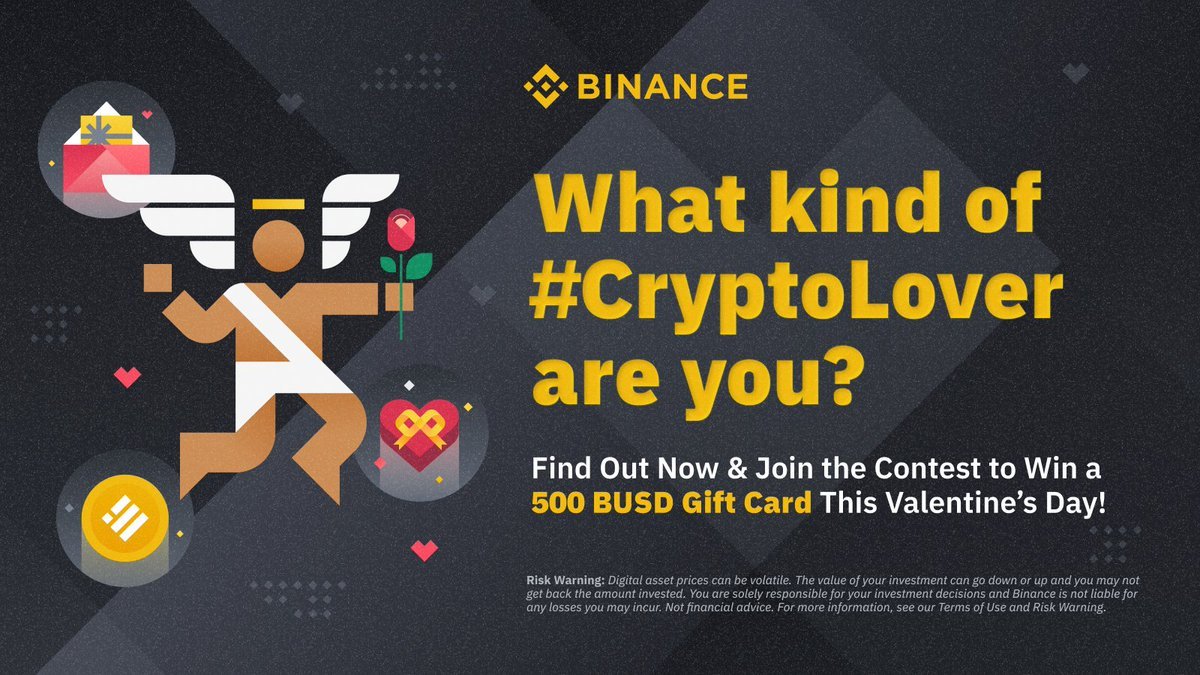 BINANCE
What kind of
#CryptoLover
are you?
Find Out Now & Join the Contest to Win a
500 BUSD Gift Card This Valentine’s Day!
Risk Warning: Digital asset prices can be volatile. The value of your investment can go down or up and you may not
get back the amount invested. You are solely responsible for your investment decisions and Binance is not liable for
any losses you may incur. Not financial advice. For more information, see our Terms of Use and Risk Warning.